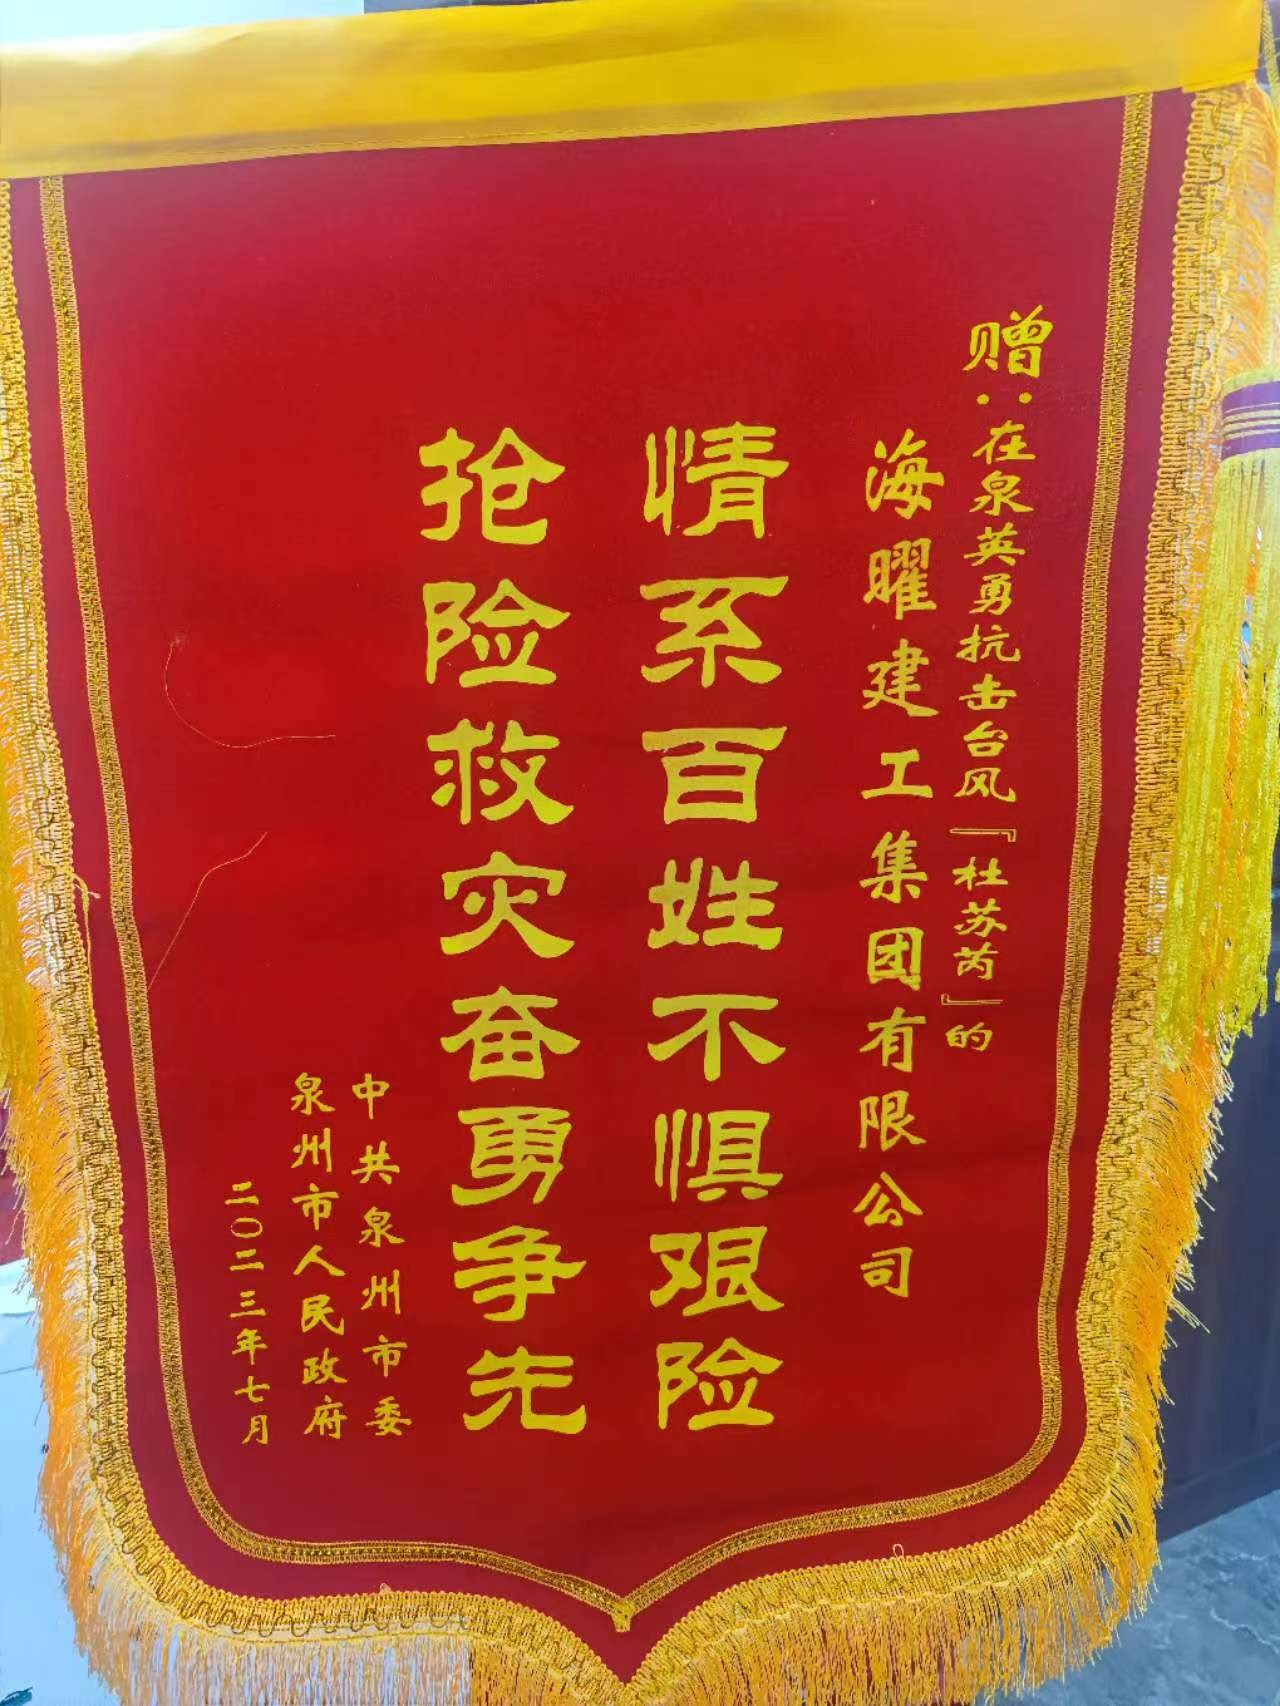 赠：在泉英勇抗击台风『杜苏芮』的
海曜建工集团有限公司
情系百姓不惧艰险
抢险救灾奋勇争先
中共泉州市委
泉州市人民政府
二〇二三年七月